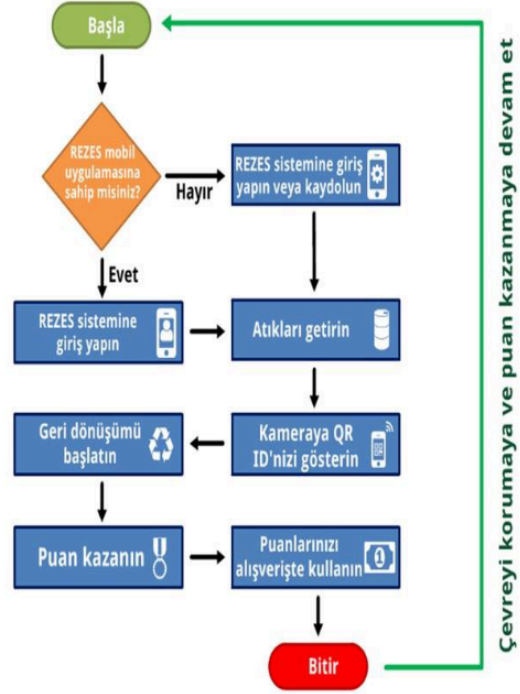 Başla
REZES mobil
uygulamasına
sahip misiniz?
Hayır
REZES sistemine giriş
yapın veya kaydolun
Evet
REZES sistemine
giriş yapın
Atıkları getirin
Kameraya QR
ID'nizi gösterin
Geri dönüşümü
başlatın
Puan kazanın
Puanlarınızı
alışverişte kullanın
1
Bitir
Çevreyi korumaya ve puan kazanmaya devam et